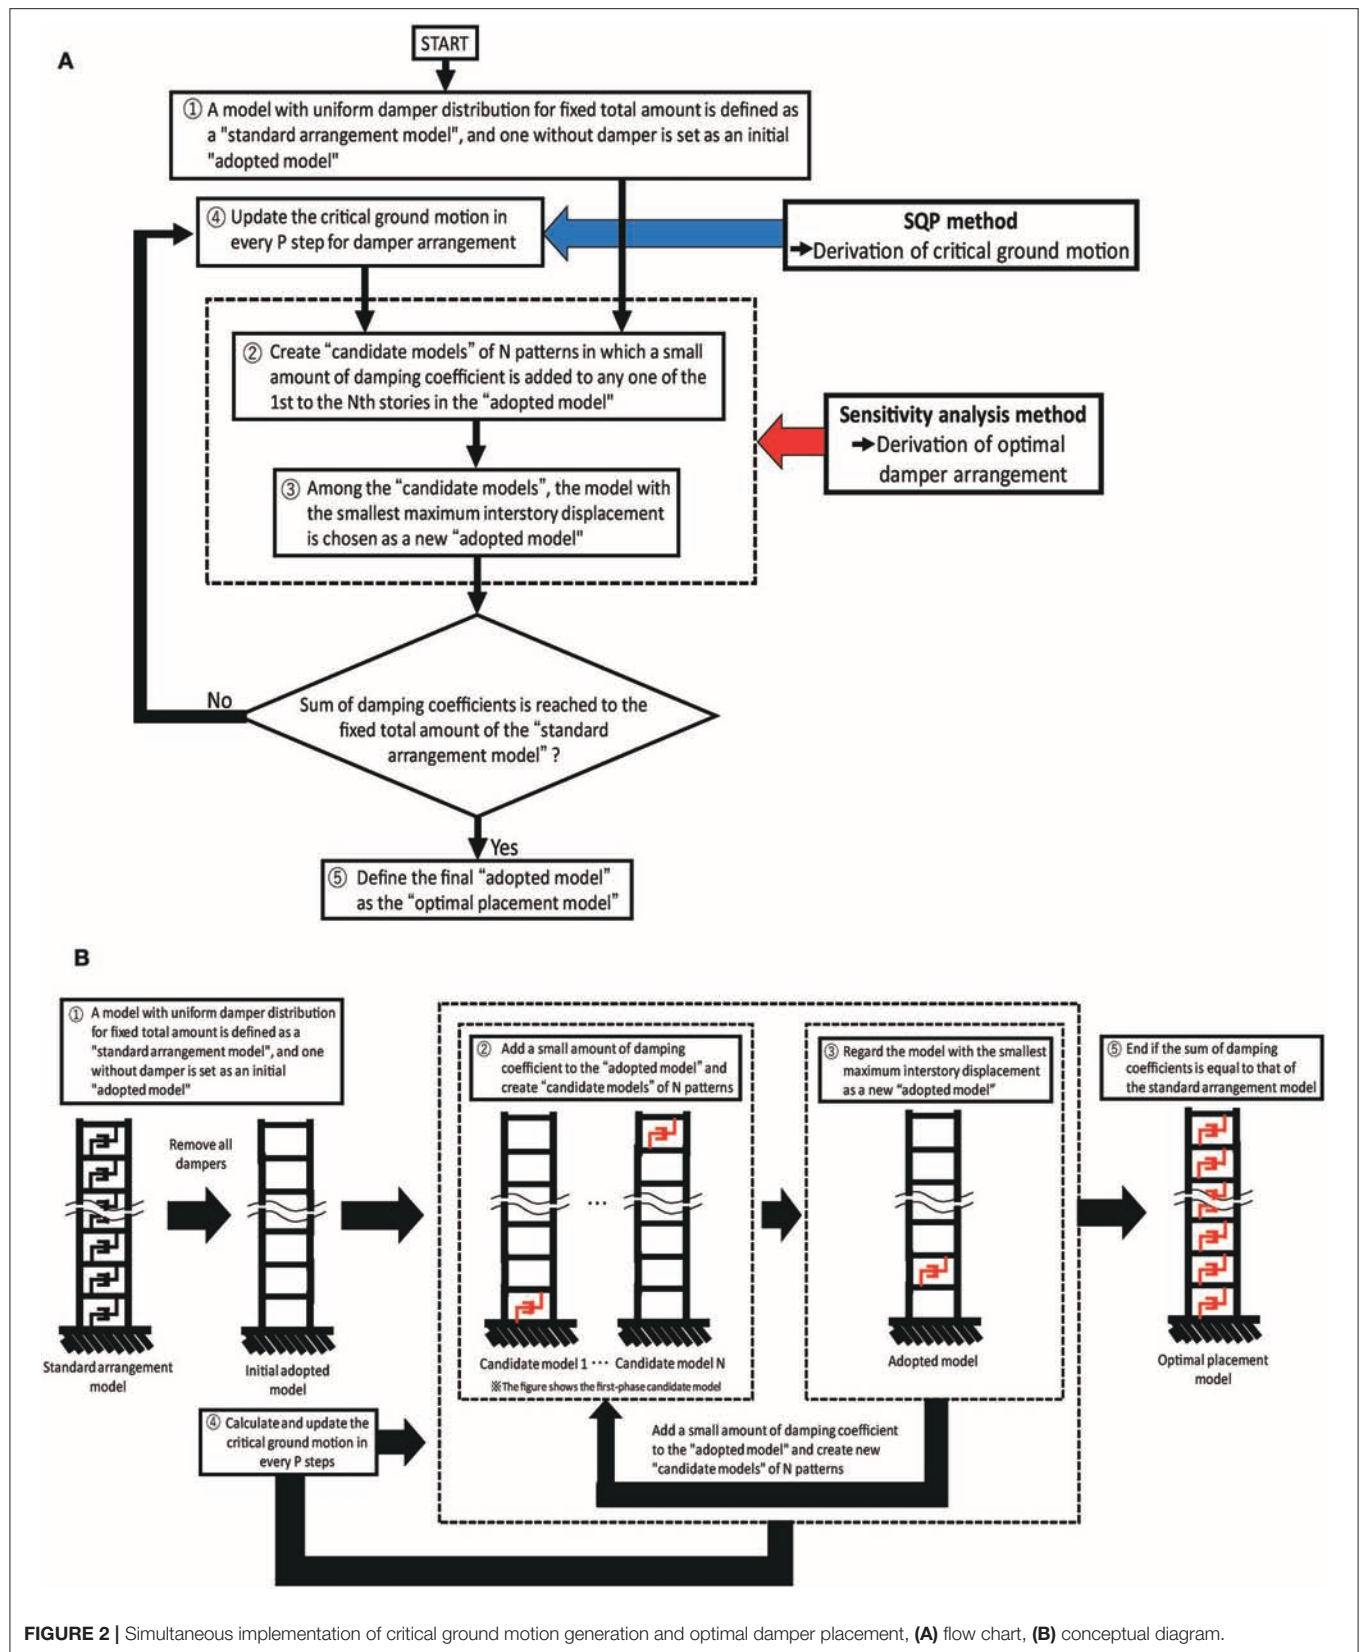 A
START
① A model with uniform damper distribution for fixed total amount is defined as
a "standard arrangement model", and one without damper is set as an initial
"adopted model"
④ Update the critical ground motion in
every P step for damper arrangement
SQP method
➔Derivation of critical ground motion
② Create “candidate models” of N patterns in which a small
amount of damping coefficient is added to any one of the
1st to the Nth stories in the “adopted model"
Sensitivity analysis method
➔Derivation of optimal
damper arrangement
③ Among the “candidate models”, the model with
the smallest maximum interstory displacement
is chosen as a new “adopted model"
No
Sum of damping coefficients is reached to the
fixed total amount of the “standard
arrangement model” ?
Yes
⑤ Define the final “adopted model”
as the “optimal placement model”
B
① A model with uniform damper distribution
for fixed total amount is defined as a
"standard arrangement model", and one
without damper is set as an initial
"adopted model"
Remove all
dampers
Standard arrangement
model
Initial adopted
model
② Add a small amount of damping
coefficient to the “adopted model” and
create “candidate models” of N patterns
...
Candidate model 1 ··· Candidate model N
※The figure shows the first-phase candidate model
③ Regard the model with the smallest
maximum interstory displacement
as a new “adopted model”
Adopted model
⑤ End if the sum of damping
coefficients is equal to that of
the standard arrangement model
Optimal placement
model
④ Calculate and update the
critical ground motion in
every P steps
Add a small amount of damping coefficient
to the "adopted model" and create new
"candidate models" of N patterns
FIGURE 2 | Simultaneous implementation of critical ground motion generation and optimal damper placement, (A) flow chart, (B) conceptual diagram.